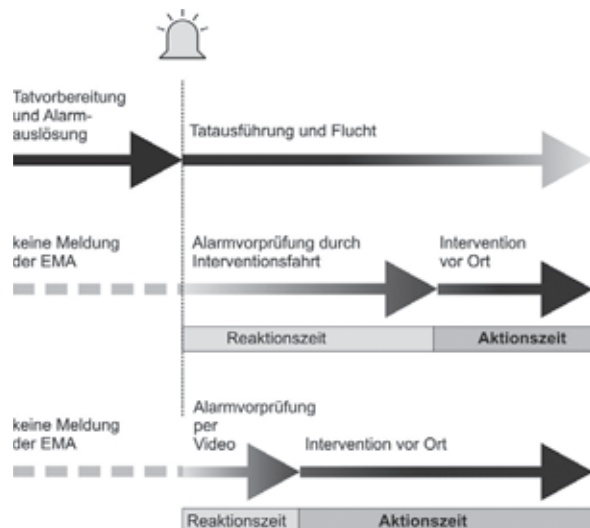 Tatvorbereitung
und Alarm-
auslösung
Tatausführung und Flucht
keine Meldung
der EMA
Alarmvorprüfung durch
Interventionsfahrt
Intervention
vor Ort
Reaktionszeit
Aktionszeit
keine Meldung
der EMA
Alarmvorprüfung
per
Video
Intervention vor Ort
Reaktionszeit
Aktionszeit